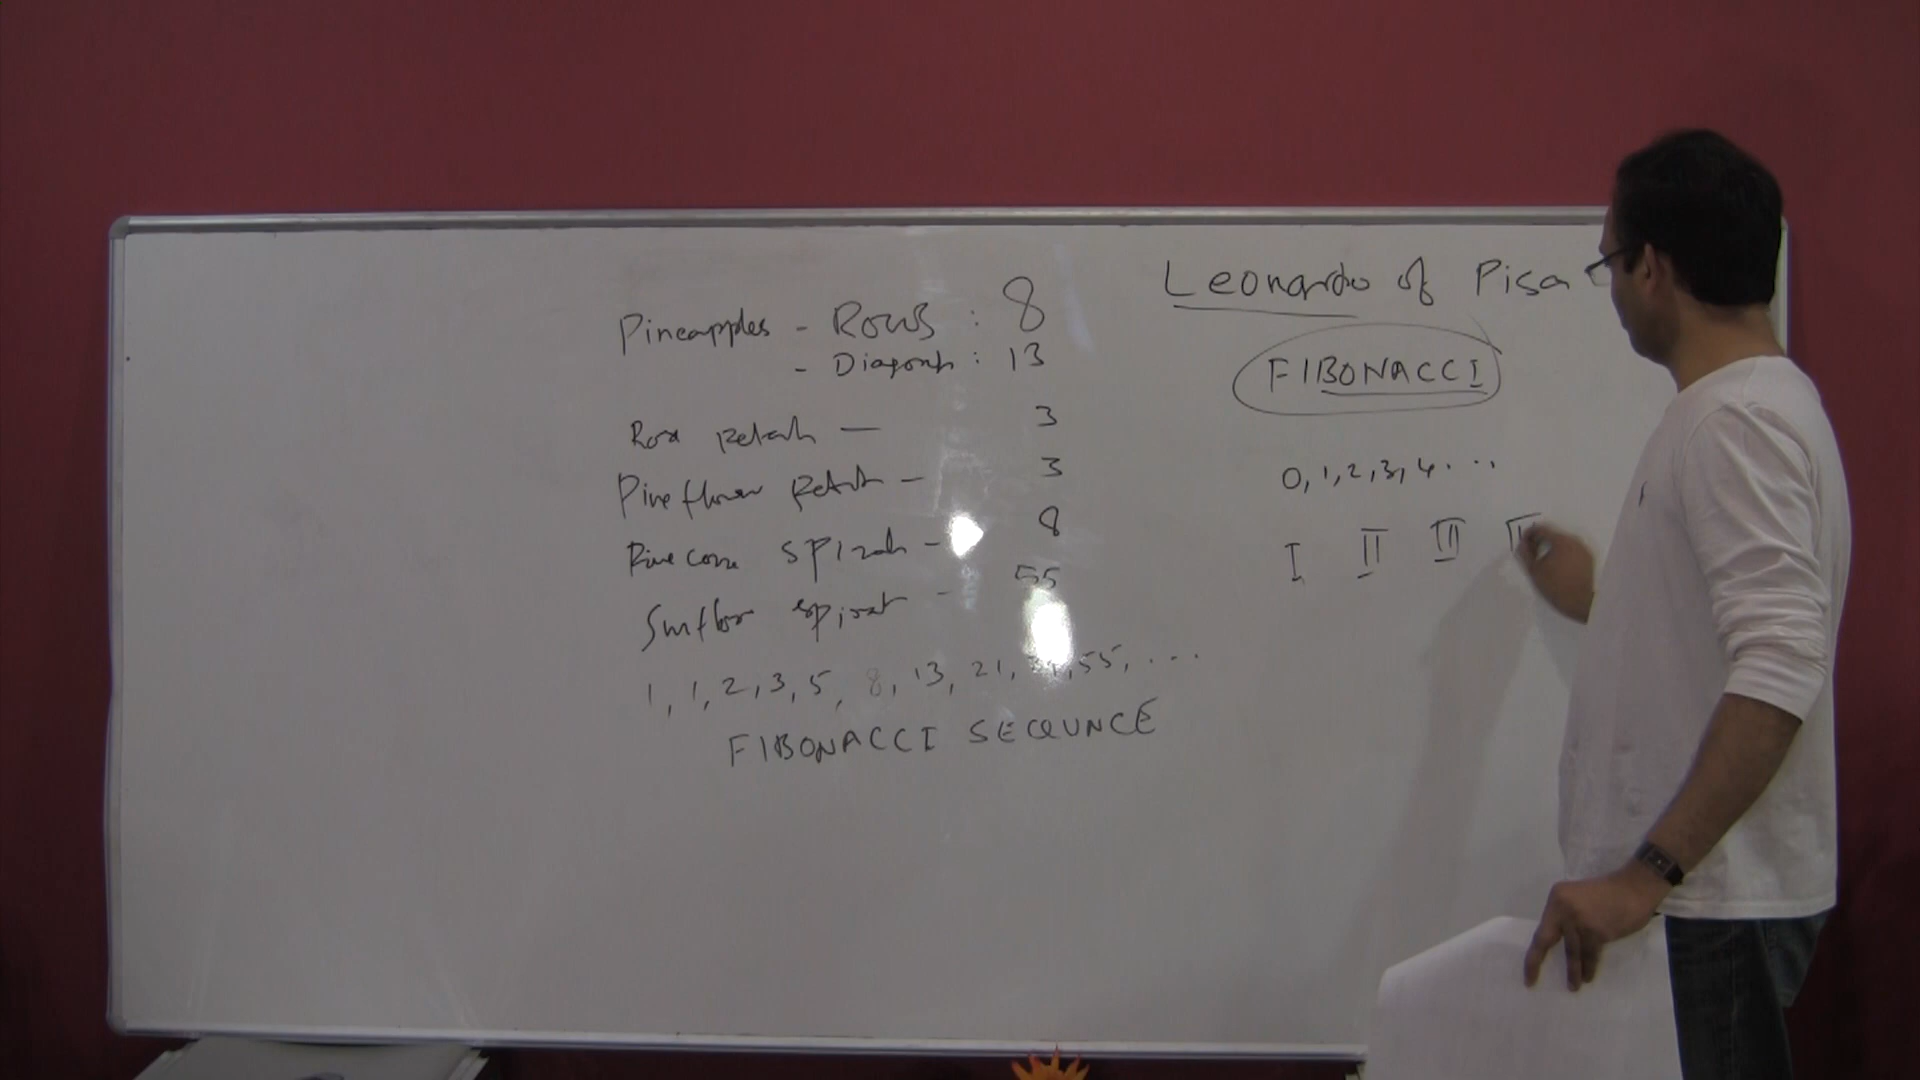 Pineapples - Rows : 8
- Diagonals : 13
Rose Petals — 3
Pine flower Petals — 3
Pine cone spirals - 8
Sunflower spirals - 55
1, 1, 2, 3, 5, 8, 13, 21, 34, 55, ...
FIBONACCI SEQUNCE
Leonardo of Pisa
FIBONACCI
0, 1, 2, 3, 4 ...
I II III